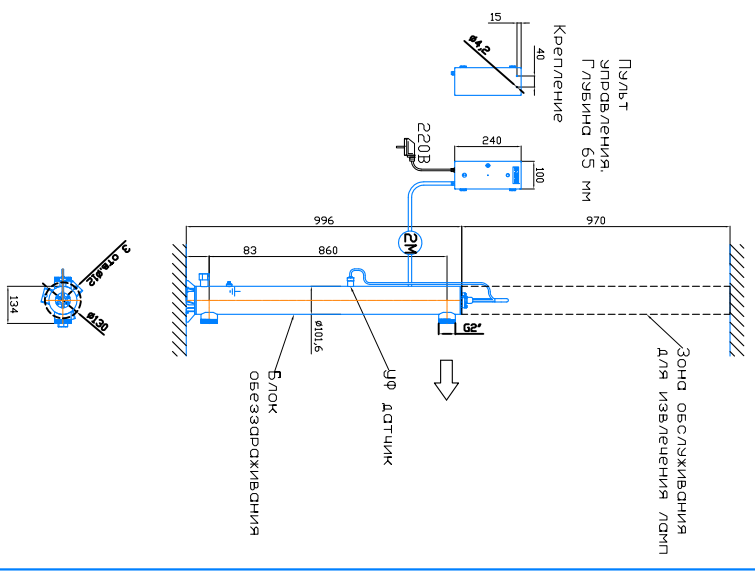 Пульт
управления.
Глубина 65 мм
Крепление
15
40
ø4,2
220В
240
100
996
970
83
860
2М
3 отв.ø12
ø130
134
ø101,6
G2"
Зона обслуживания
для извлечения ламп
УФ датчик
Блок
обеззараживания